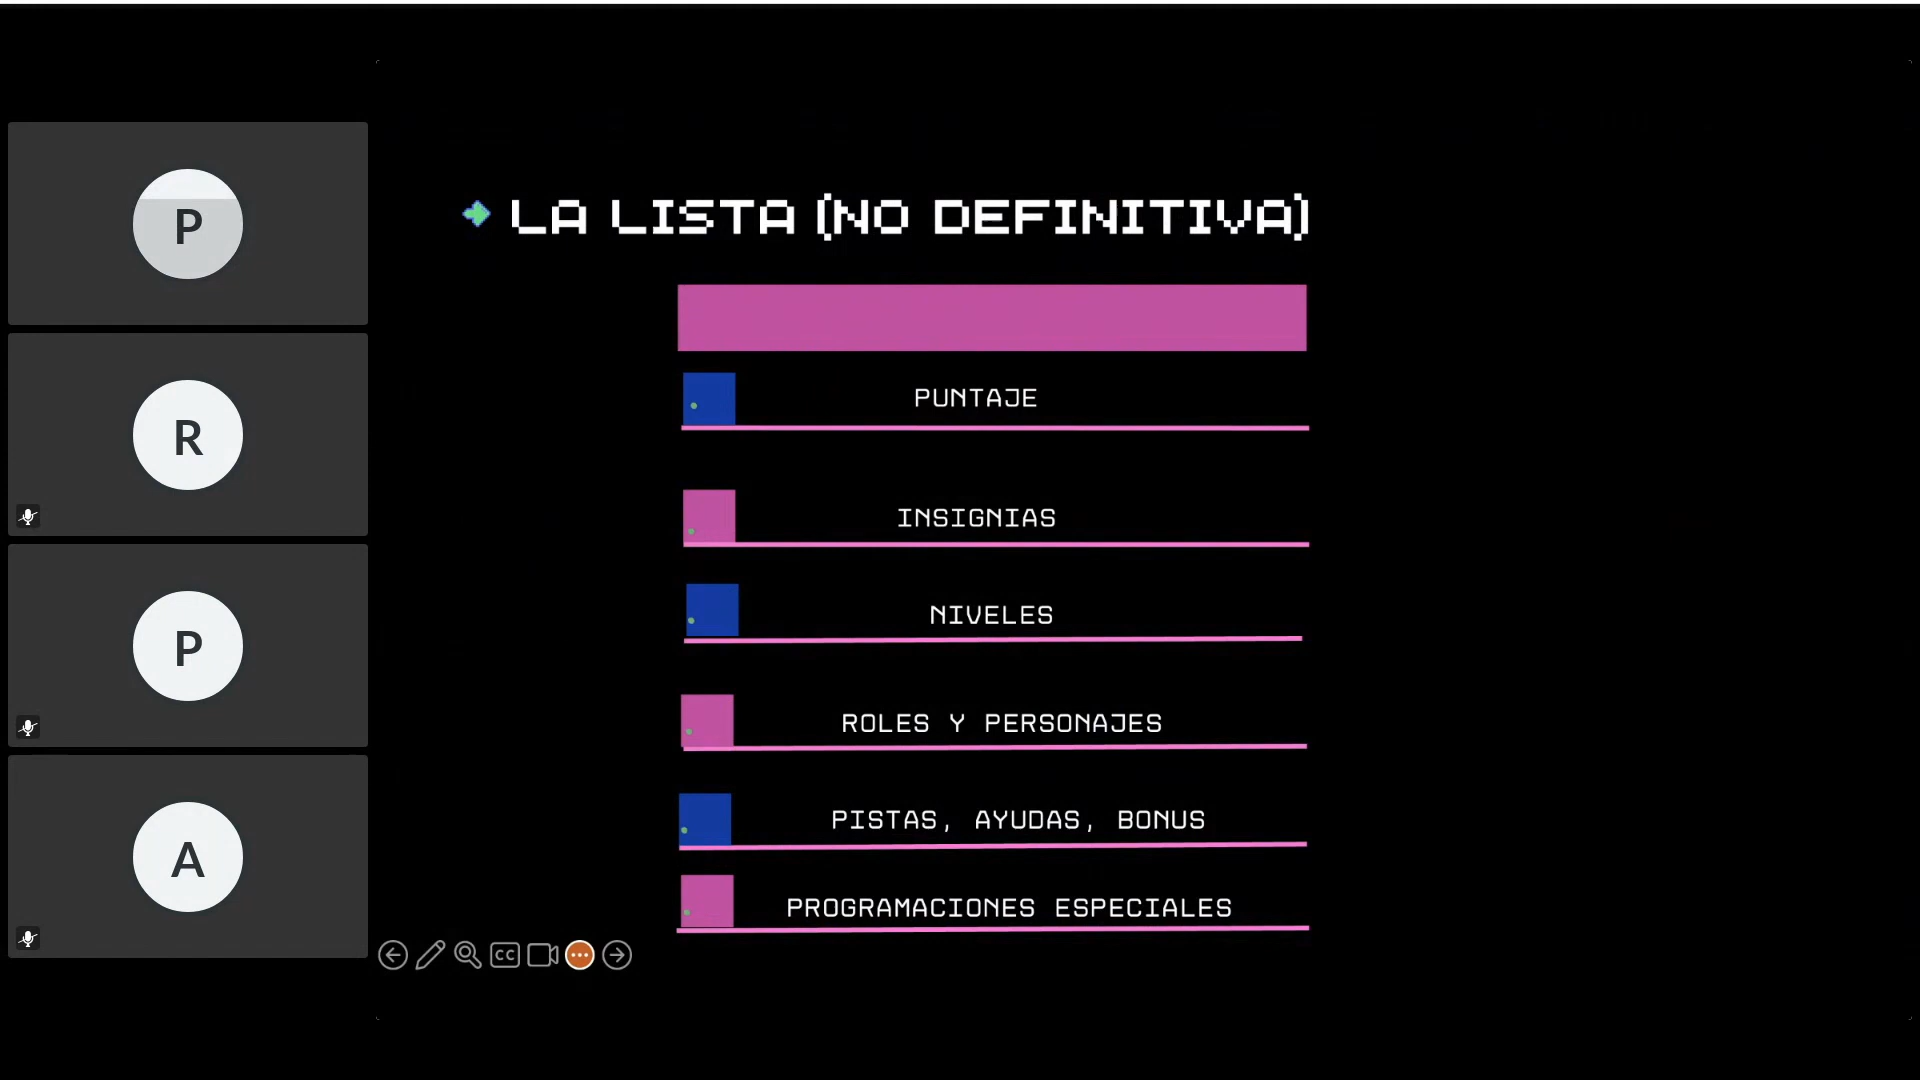 P
R
P
A
LA LISTA (NO DEFINITIVA)
PUNTAJE
INSIGNIAS
NIVELES
ROLES Y PERSONAJES
PISTAS, AYUDAS, BONUS
PROGRAMACIONES ESPECIALES
CC